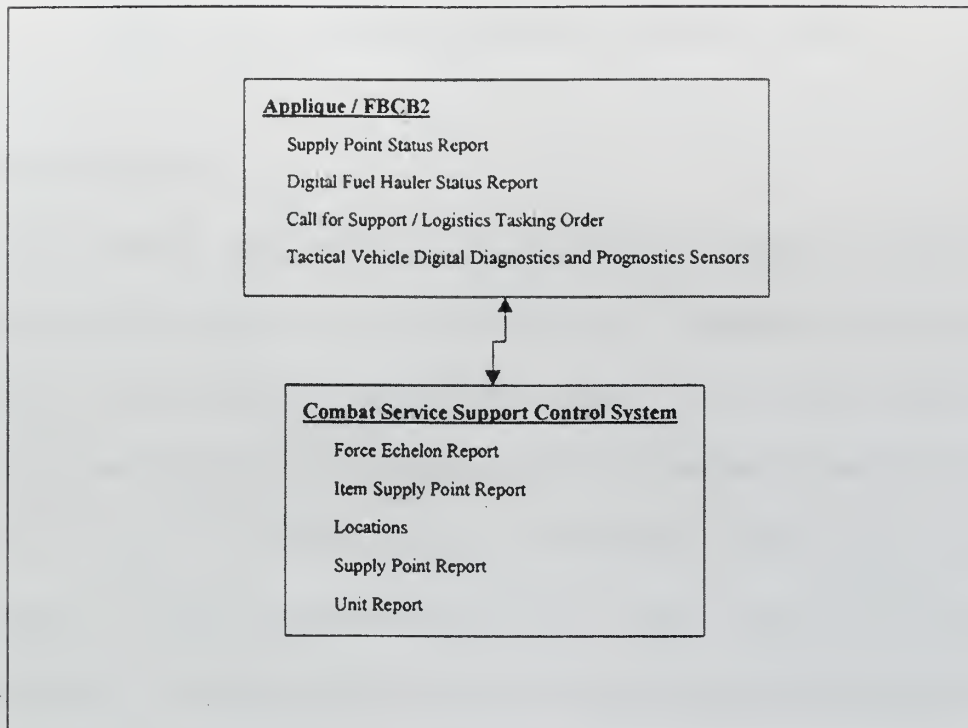 Applique / FBCB2
Supply Point Status Report
Digital Fuel Hauler Status Report
Call for Support / Logistics Tasking Order
Tactical Vehicle Digital Diagnostics and Prognostics Sensors
Combat Service Support Control System
Force Echelon Report
Item Supply Point Report
Locations
Supply Point Report
Unit Report